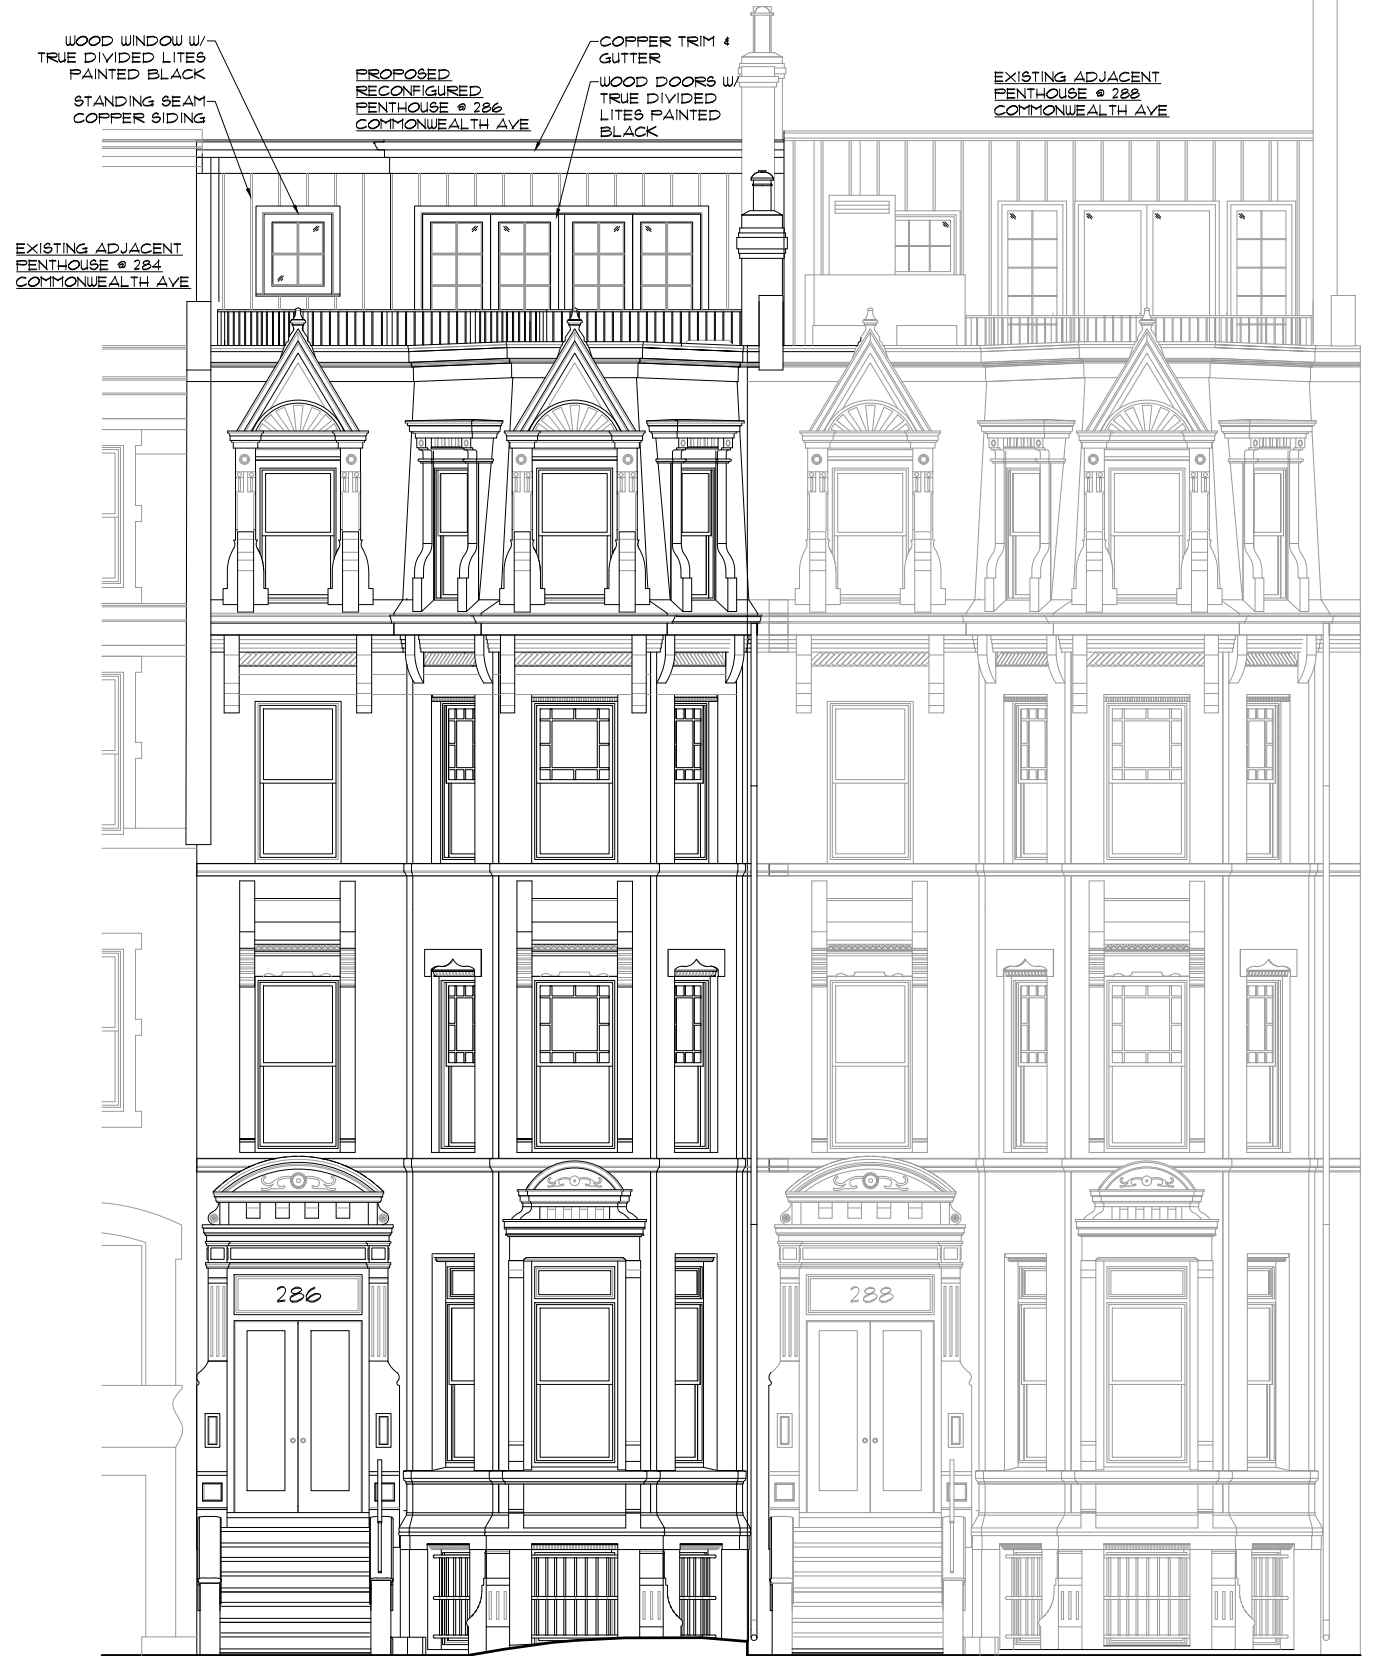 WOOD WINDOW W/
TRUE DIVIDED LITES
PAINTED BLACK
STANDING SEAM
COPPER SIDING
PROPOSED
RECONFIGURED
PENTHOUSE @ 286
COMMONWEALTH AVE
COPPER TRIM &
GUTTER
WOOD DOORS W/
TRUE DIVIDED
LITES PAINTED
BLACK
EXISTING ADJACENT
PENTHOUSE @ 288
COMMONWEALTH AVE
EXISTING ADJACENT
PENTHOUSE @ 284
COMMONWEALTH AVE
286
288